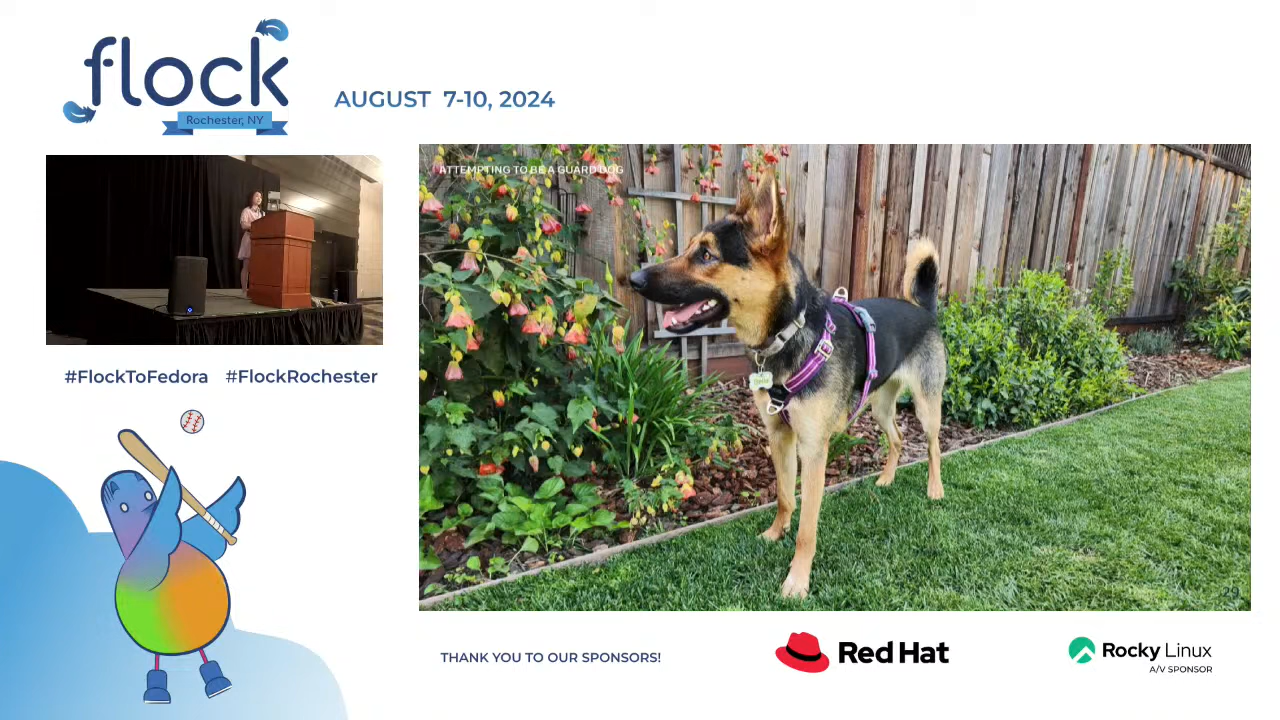 flock
Rochester, NY
AUGUST 7-10, 2024
ATTEMPTING TO BE A GUARD DOG
#FlockToFedora #FlockRochester
29
THANK YOU TO OUR SPONSORS!
Red Hat
Rocky Linux
A/V SPONSOR